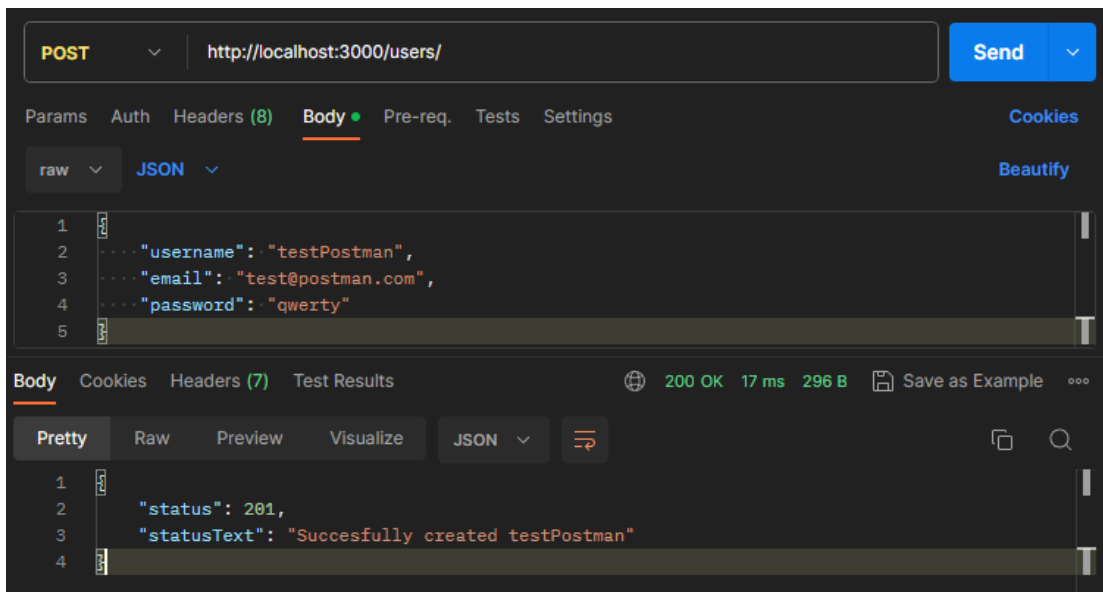 POST http://localhost:3000/users/ Send
Params Auth Headers (8) Body Pre-req. Tests Settings Cookies
raw JSON Beautify
1 {
2 "username": "testPostman",
3 "email": "test@postman.com",
4 "password": "qwerty"
5 }
Body Cookies Headers (7) Test Results 200 OK 17 ms 296 B Save as Example
Pretty Raw Preview Visualize JSON
1 {
2 "status": 201,
3 "statusText": "Succesfully created testPostman"
4 }